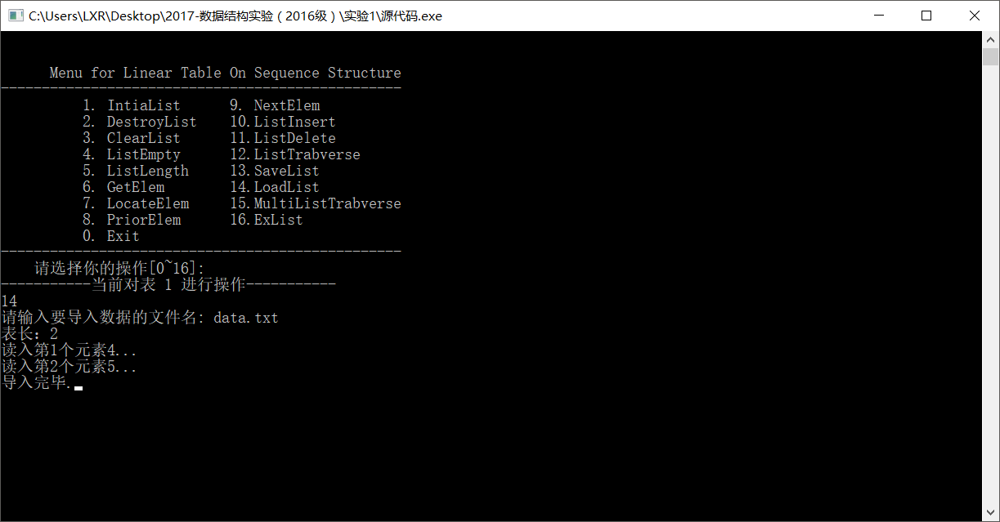 C:\Users\LXR\Desktop\2017-数据结构实验（2016级）\实验1\源代码.exe
Menu for Linear Table On Sequence Structure
-------------------------------------------------
1. IntiaList 9. NextElem
2. DestroyList 10.ListInsert
3. ClearList 11.ListDelete
4. ListEmpty 12.ListTrabverse
5. ListLength 13.SaveList
6. GetElem 14.LoadList
7. LocateElem 15.MultiListTrabverse
8. PriorElem 16.ExList
0. Exit
-------------------------------------------------
请选择你的操作[0~16]:
-----------当前对表 1 进行操作-----------
14
请输入要导入数据的文件名: data.txt
表长：2
读入第1个元素4...
读入第2个元素5...
导入完毕.